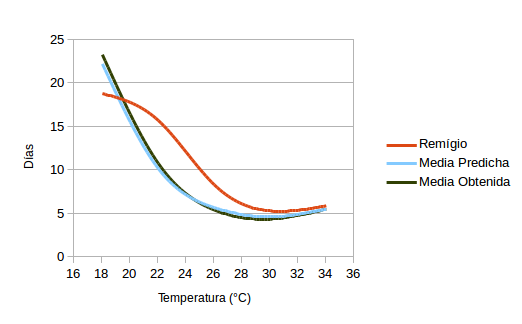 25
20
15
10
5
0
16 18 20 22 24 26 28 30 32 34 36
Días
Temperatura (°C)
Remígio
Media Predicha
Media Obtenida